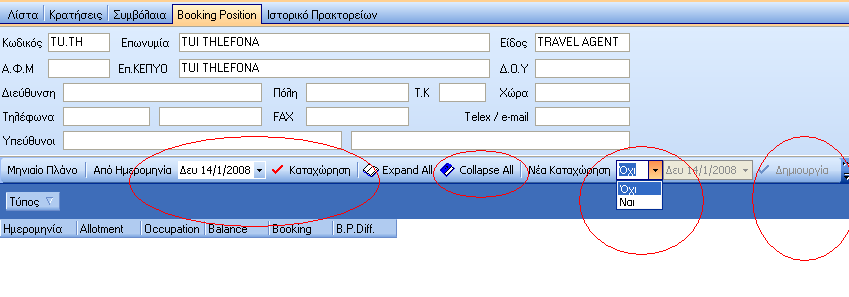 Λίστα Κρατήσεις Συμβόλαια Booking Position Ιστορικό Πρακτορείων
Κωδικός TU.TH Επωνυμία TUI THLEFONA Είδος TRAVEL AGENT
Α.Φ.Μ Επ.ΚΕΠΥΟ TUI THLEFONA Δ.Ο.Υ
Διεύθυνση Πόλη Τ.Κ Χώρα
Τηλέφωνα FAX Telex / e-mail
Υπεύθυνοι
Μηνιαίο Πλάνο Από Ημερομηνία Δευ 14/1/2008 Καταχώρηση Expand All Collapse All Νέα Καταχώρηση Όχι Δευ 14/1/2008 Δημιουργία
Όχι
Ναι
Τύπος
Ημερομηνία Allotment Occupation Balance Booking B.P.Diff.